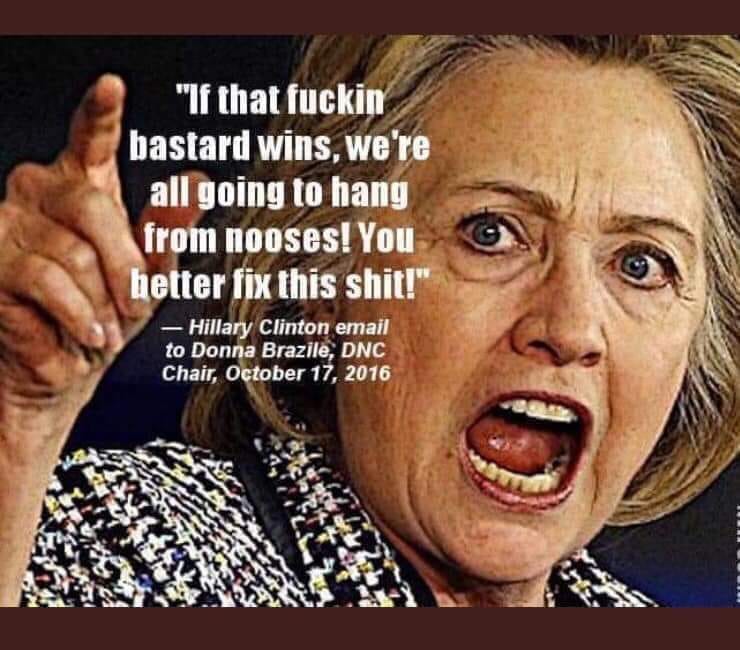 "If that fuckin
bastard wins, we're
all going to hang
from nooses! You
better fix this shit!"
— Hillary Clinton email
to Donna Brazile, DNC
Chair, October 17, 2016